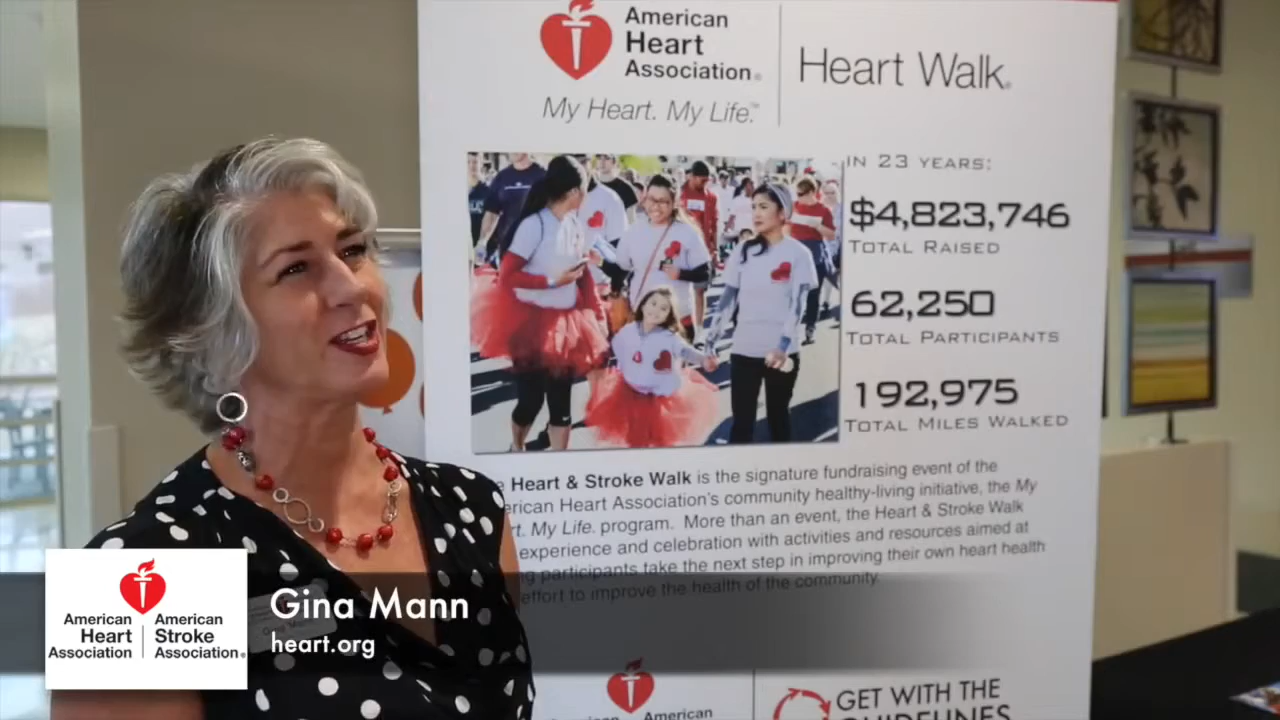 American
Heart
Association®
My Heart. My Life.™
Heart Walk®
IN 23 YEARS:
$4,823,746
TOTAL RAISED
62,250
TOTAL PARTICIPANTS
192,975
TOTAL MILES WALKED
Heart & Stroke Walk is the signature fundraising event of the
American Heart Association's community healthy-living initiative, the My
My Life. program. More than an event, the Heart & Stroke Walk
experience and celebration with activities and resources aimed at
participants take the next step in improving their own heart health
effort to improve the health of the community.
American
Heart
Association
American
Stroke
Association®
Gina Mann
heart.org
American
GET WITH THE
GUIDELINES